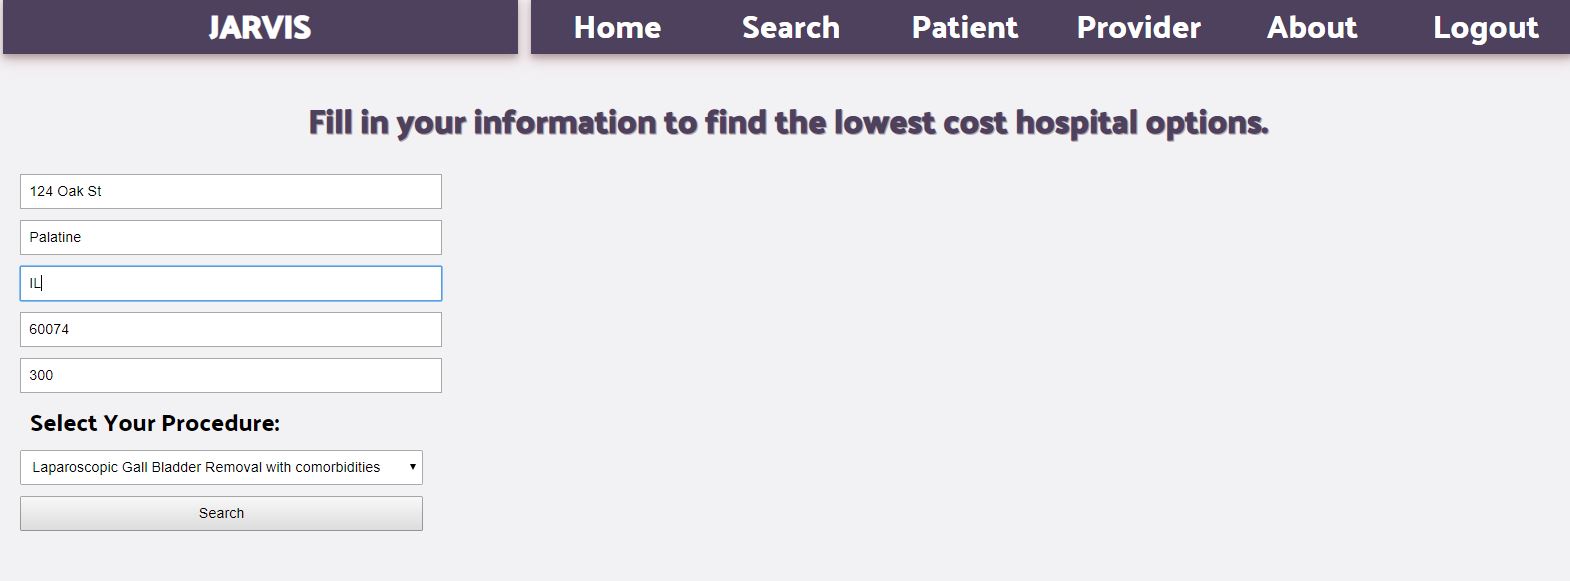 JARVIS Home Search Patient Provider About Logout
Fill in your information to find the lowest cost hospital options.
124 Oak St
Palatine
IL
60074
300
Select Your Procedure:
Laparoscopic Gall Bladder Removal with comorbidities
Search